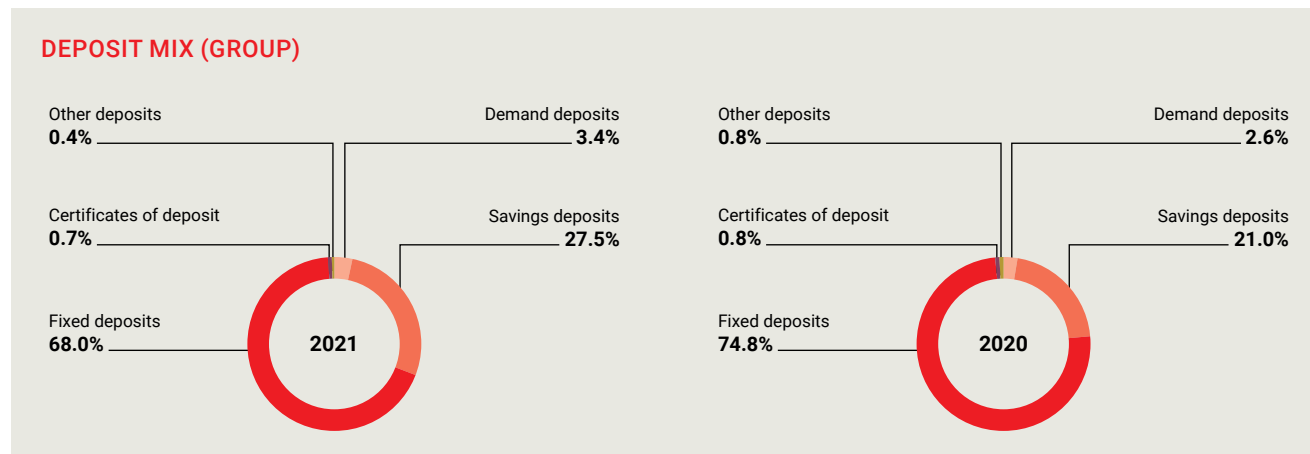 DEPOSIT MIX (GROUP)
Other deposits
0.4%
Demand deposits
3.4%
Certificates of deposit
0.7%
Savings deposits
27.5%
Fixed deposits
68.0%
2021
Other deposits
0.8%
Demand deposits
2.6%
Certificates of deposit
0.8%
Savings deposits
21.0%
Fixed deposits
74.8%
2020